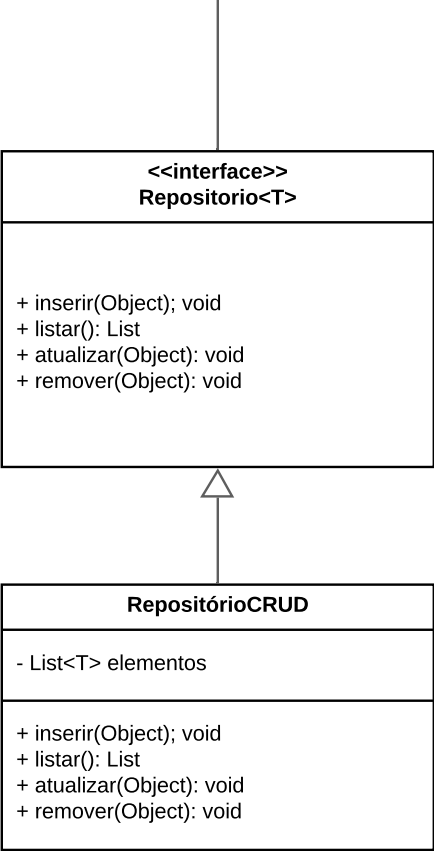 <<interface>>
Repositorio<T>
+ inserir(Object); void
+ listar(): List
+ atualizar(Object): void
+ remover(Object): void
RepositórioCRUD
- List<T> elementos
+ inserir(Object); void
+ listar(): List
+ atualizar(Object): void
+ remover(Object): void